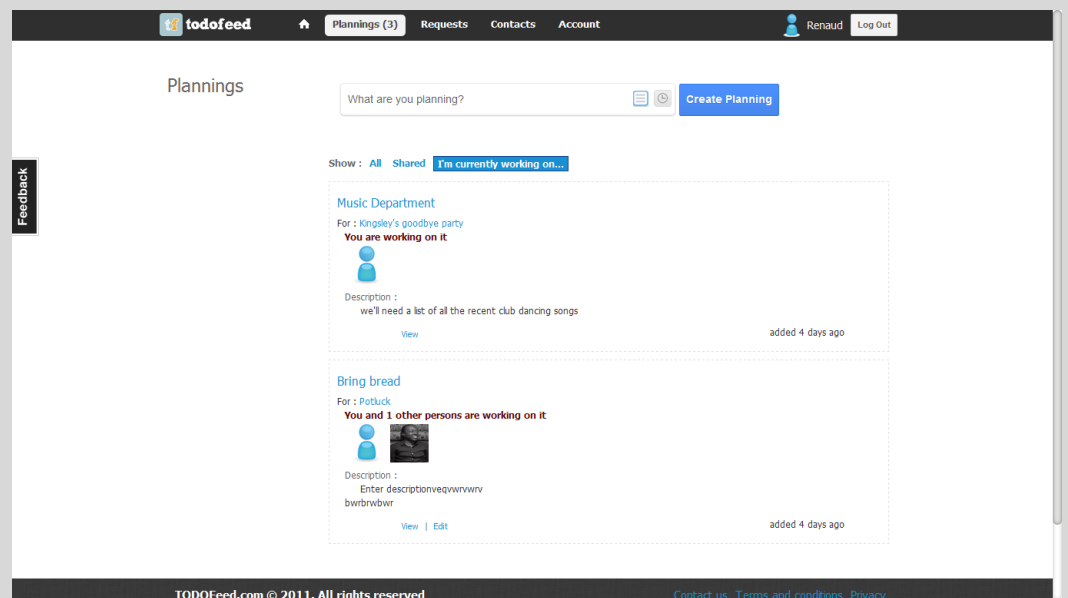 todofeed Plannings (3) Requests Contacts Account Renaud Log Out
Plannings
What are you planning? Create Planning
Show : All Shared I'm currently working on...
Feedback
Music Department
For : Kingsley's goodbye party
You are working on it
Description :
we'll need a list of all the recent club dancing songs
View added 4 days ago
Bring bread
For : Potluck
You and 1 other persons are working on it
Description :
Enter descriptionveqvwrvwrv
bwrbrwbwr
View | Edit added 4 days ago
TODOFeed.com © 2011. All rights reserved Contact us Terms and conditions Privacy